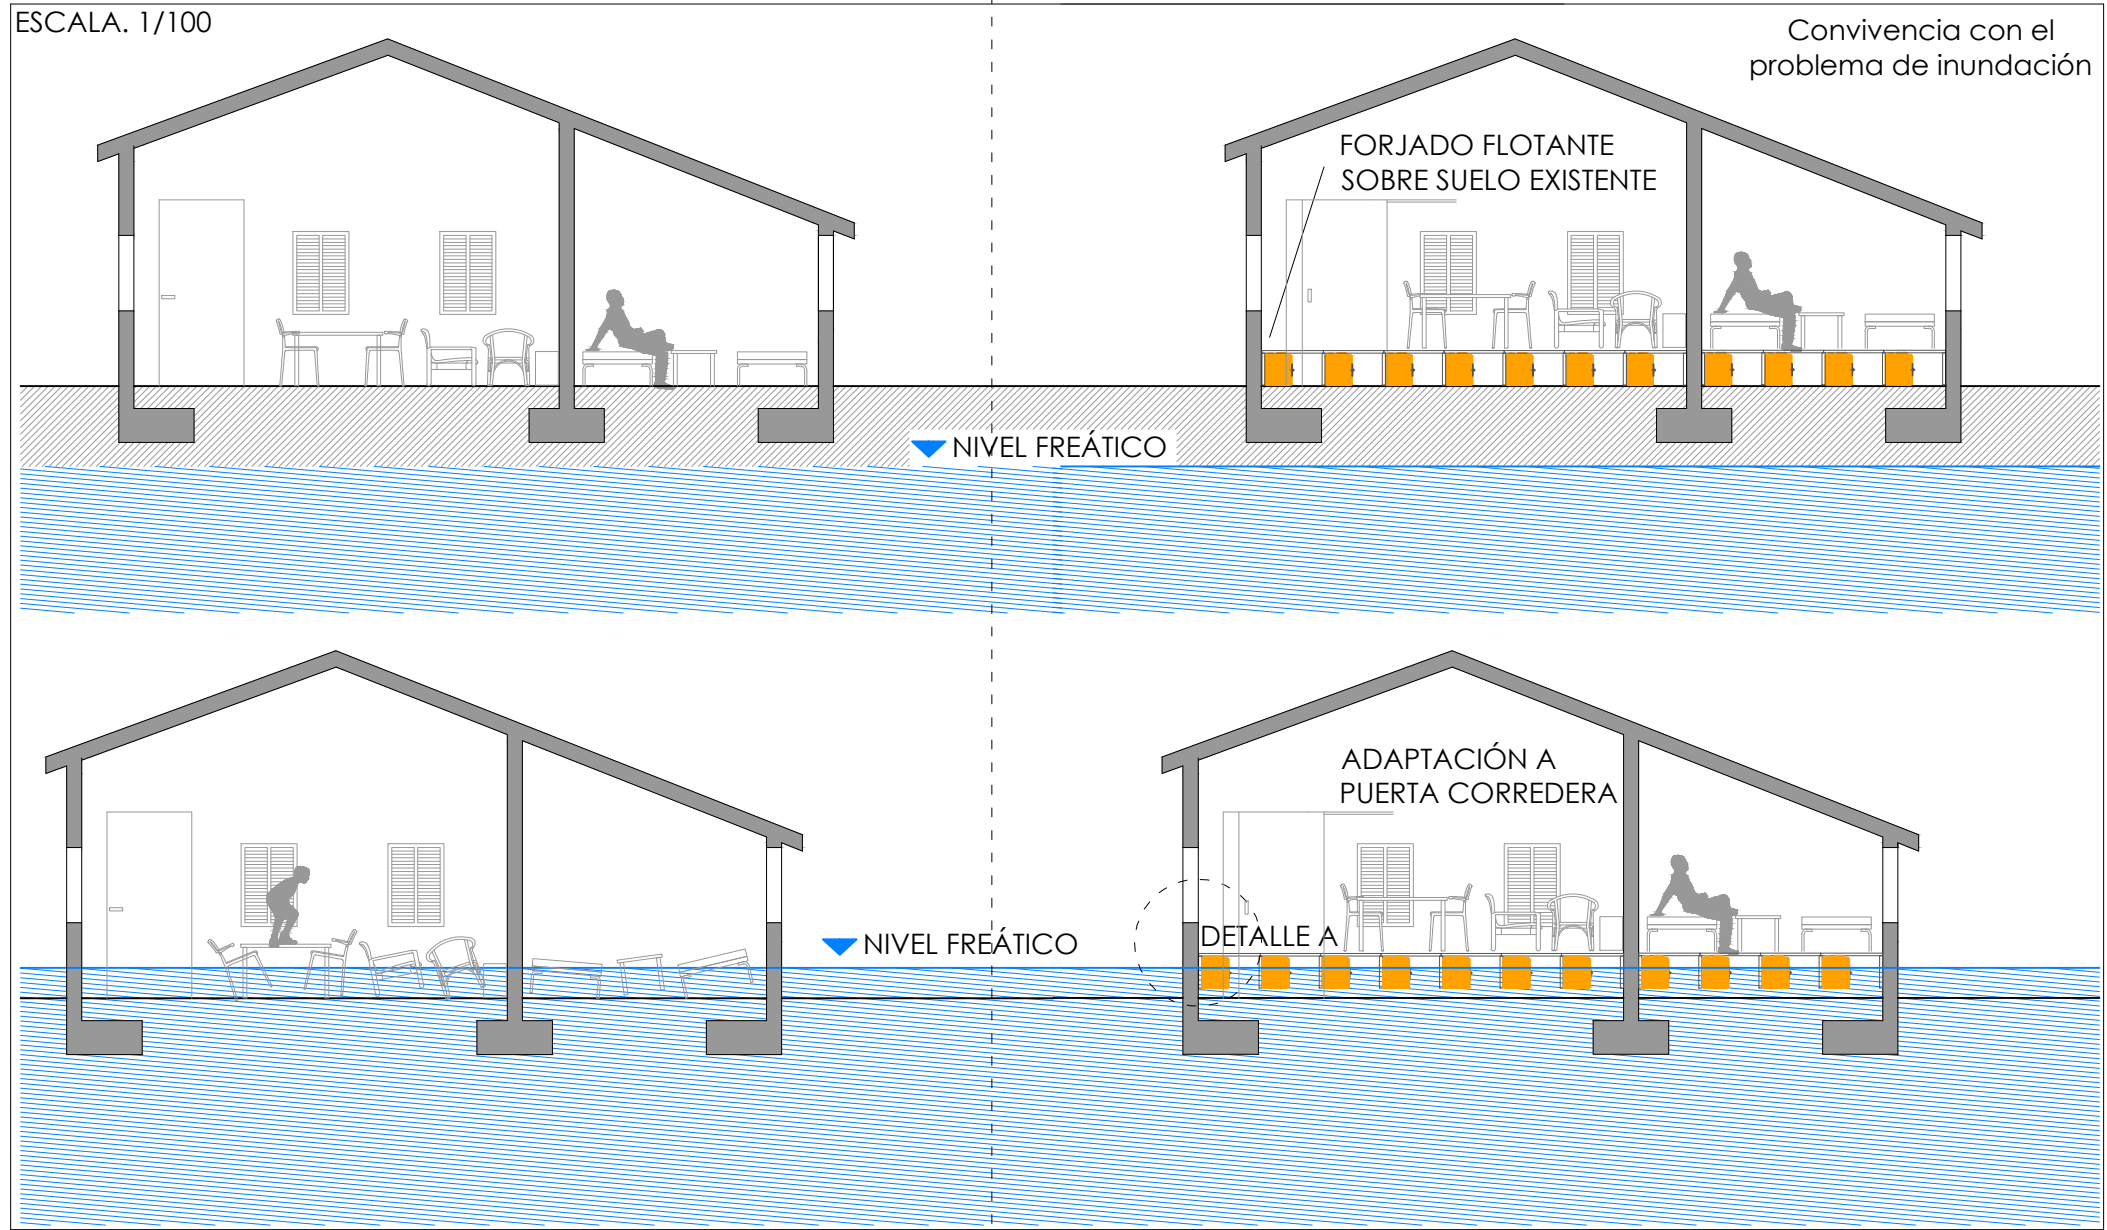 ESCALA. 1/100
Convivencia con el
problema de inundación
FORJADO FLOTANTE
SOBRE SUELO EXISTENTE
NIVEL FREÁTICO
ADAPTACIÓN A
PUERTA CORREDERA
NIVEL FREÁTICO
DETALLE A